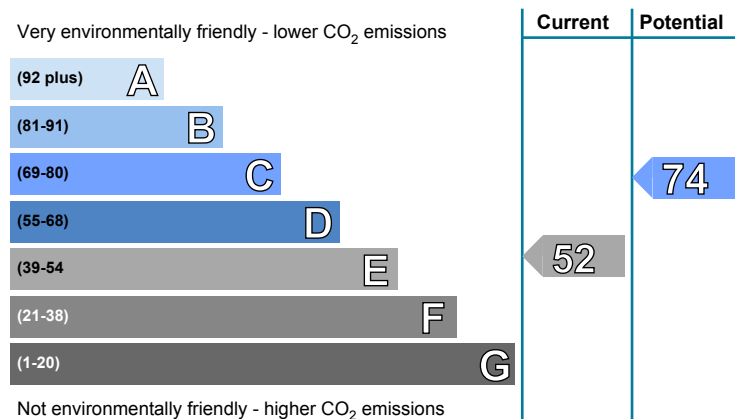 Current Potential
Very environmentally friendly - lower CO2 emissions
(92 plus) A
(81-91) B
(69-80) C
74
(55-68) D
(39-54 E
52
(21-38) F
(1-20) G
Not environmentally friendly - higher CO2 emissions